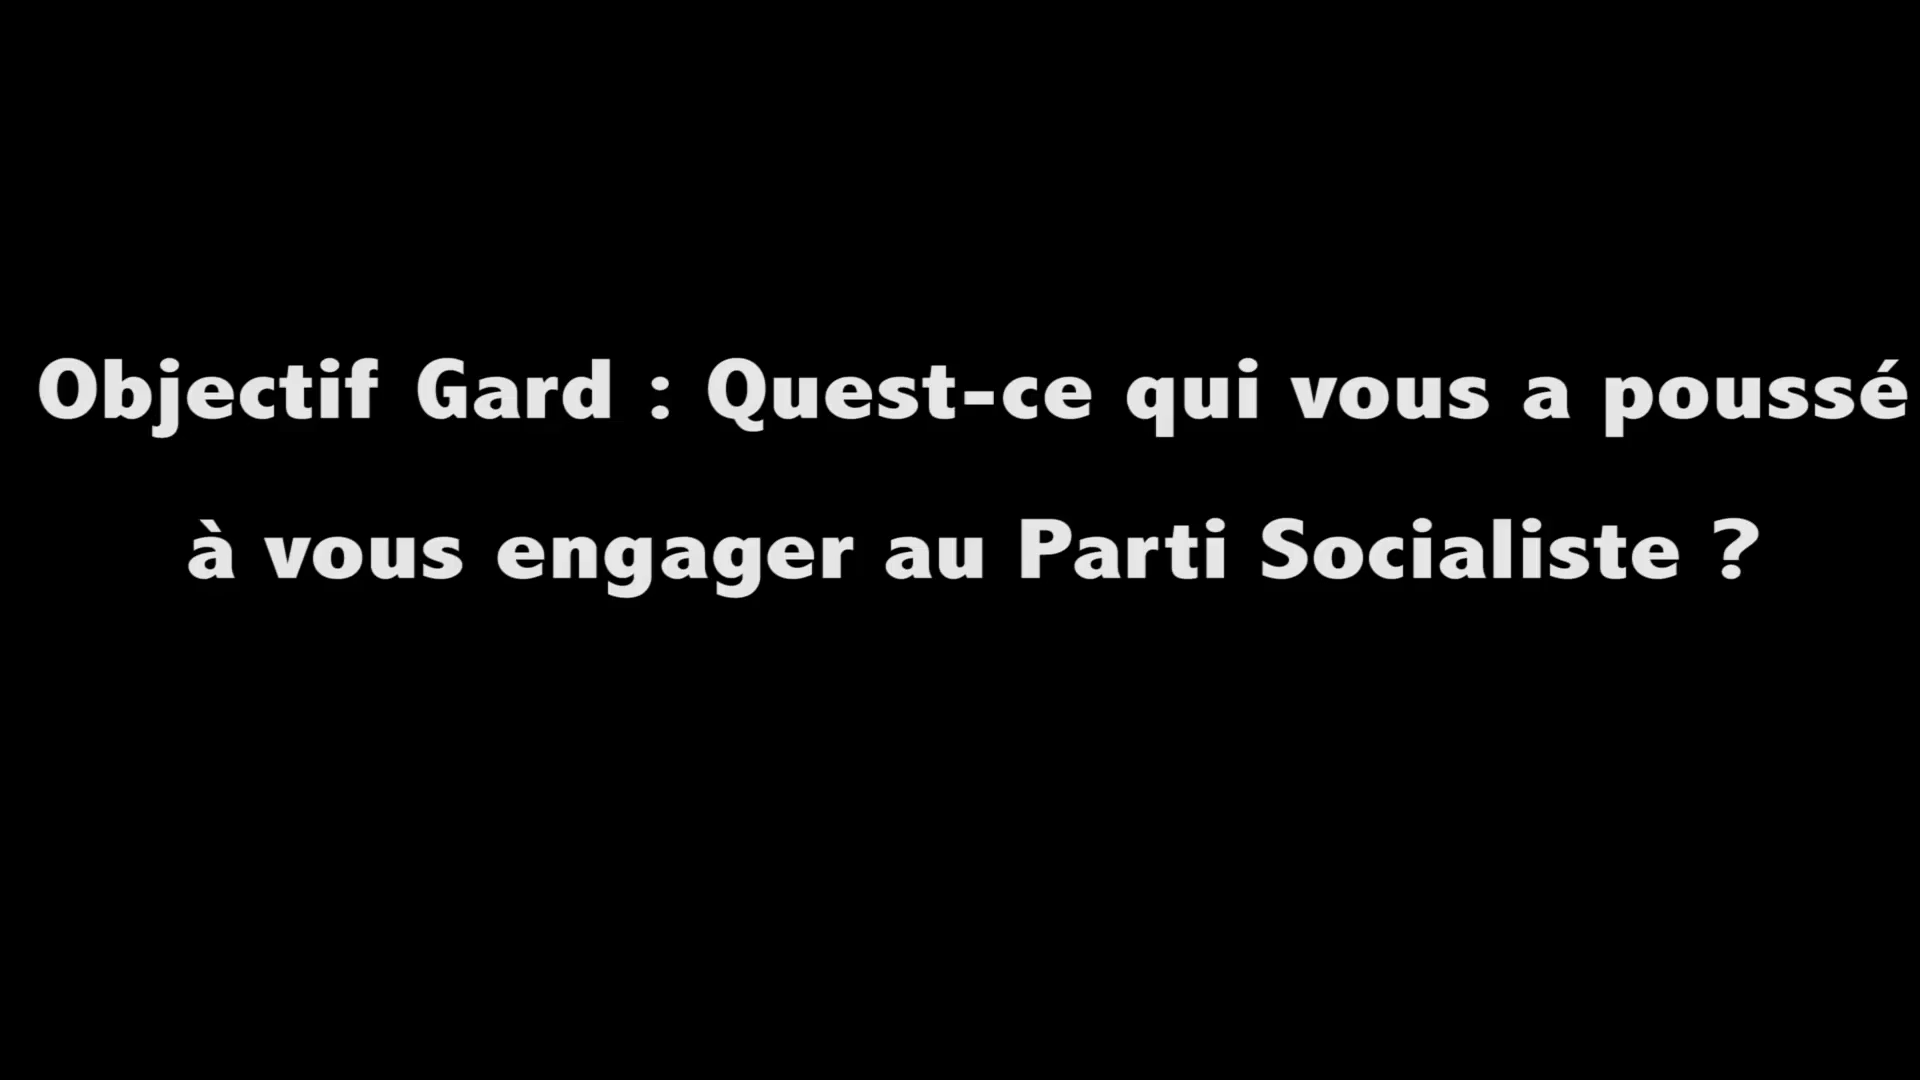 Objectif Gard : Quest-ce qui vous a poussé
à vous engager au Parti Socialiste ?